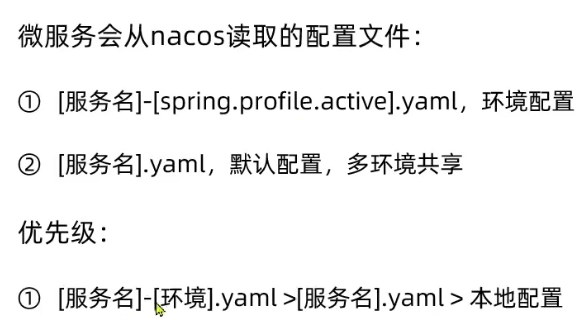 微服务会从nacos读取的配置文件：
① [服务名]-[spring.profile.active].yaml，环境配置
② [服务名].yaml，默认配置，多环境共享
优先级：
① [服务名]-[环境].yaml >[服务名].yaml > 本地配置